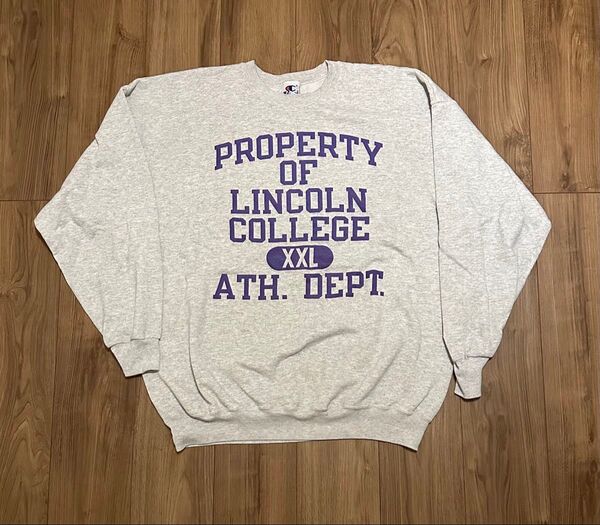 PROPERTY
OF
LINCOLN
COLLEGE
XXL
ATH. DEPT.